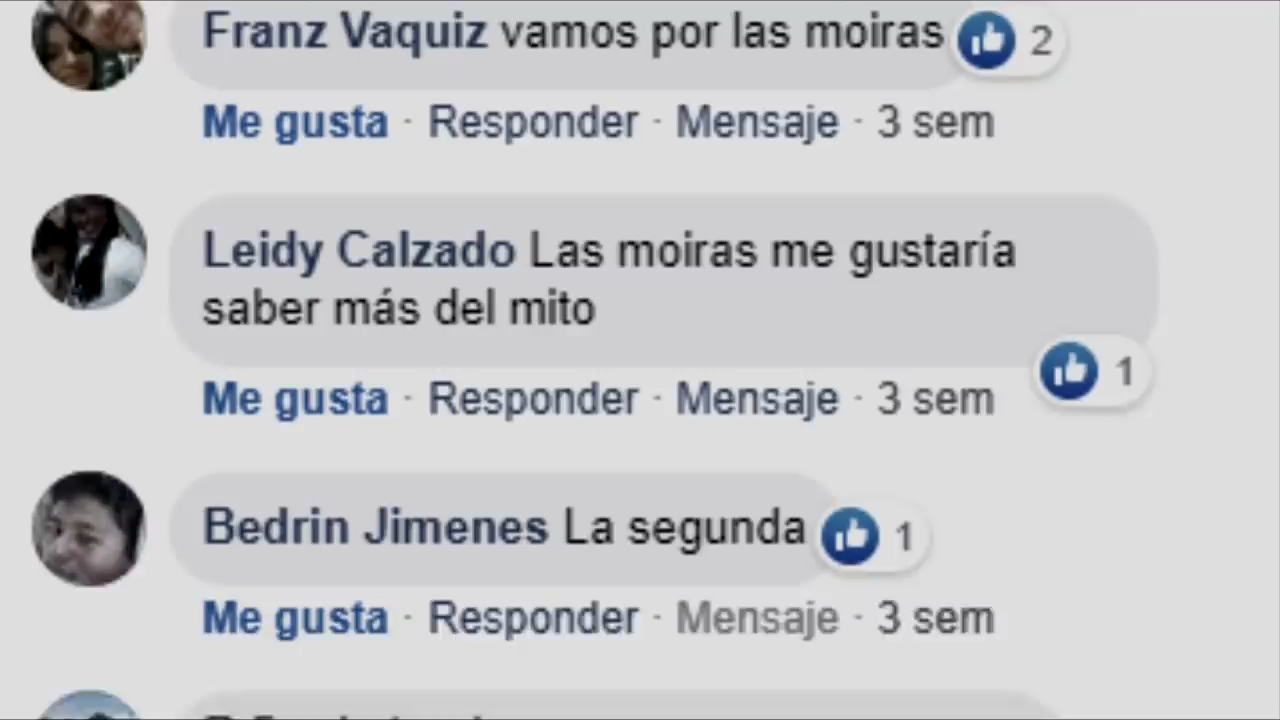 Franz Vaquiz vamos por las moiras 2
Me gusta · Responder · Mensaje · 3 sem
Leidy Calzado Las moiras me gustaría
saber más del mito
1
Me gusta · Responder · Mensaje · 3 sem
Bedrin Jimenes La segunda 1
Me gusta · Responder · Mensaje · 3 sem